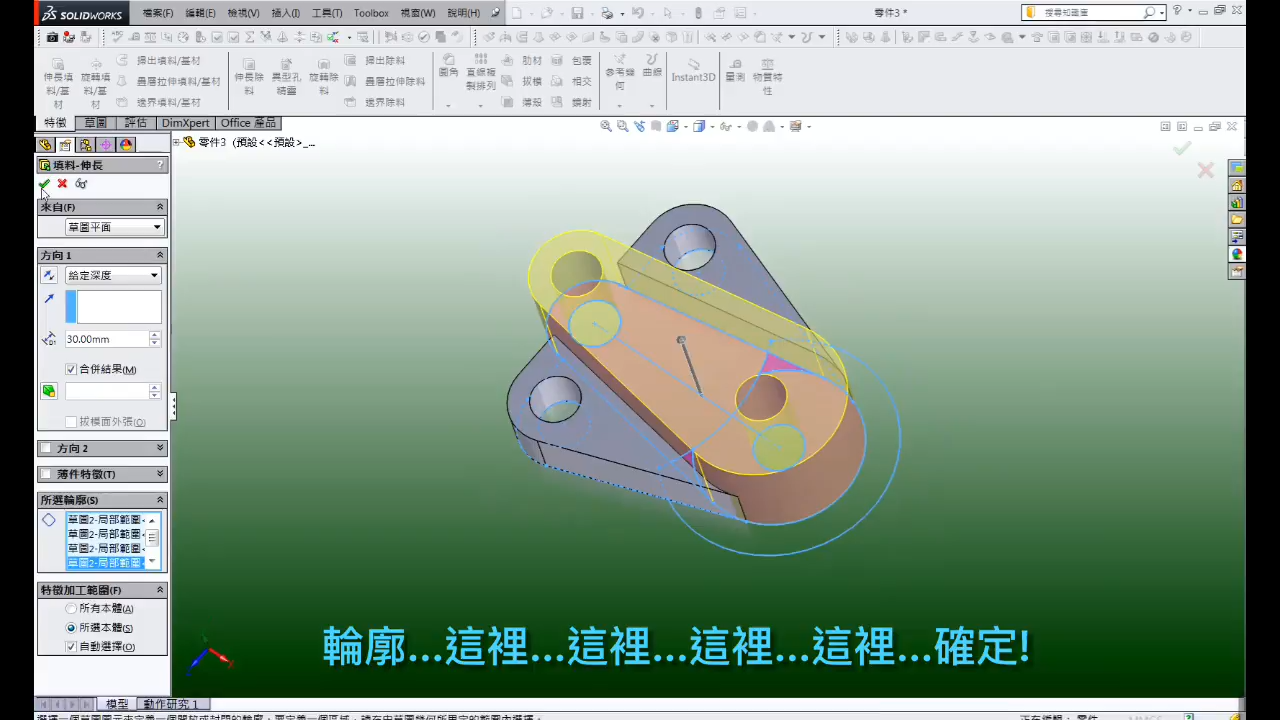 SOLIDWORKS
檔案(F) 編輯(E) 檢視(V) 插入(I) 工具(T) Toolbox 視窗(W) 說明(H)
零件3 *
搜尋知識庫
伸長填料/基材
旋轉填料/基材
掃出填料/基材
疊層拉伸填料/基材
邊界填料/基材
伸長除料
異型孔精靈
旋轉除料
掃出除料
疊層拉伸除料
邊界除料
圓角
直線複製排列
肋材
拔模
薄殼
包覆
相交
鏡射
參考幾何
曲線
Instant3D
量測
物質特性
特徵 草圖 評估 DimXpert Office 產品
零件3 (預設<<預設>_...
填料-伸長
?
來自(F)
草圖平面
方向1
給定深度
30.00mm
合併結果(M)
拔模面外張(O)
方向2
薄件特徵(T)
所選輪廓(S)
草圖2-局部範圍
草圖2-局部範圍
草圖2-局部範圍
草圖2-局部範圍
特徵加工範圍(F)
所有本體(A)
所選本體(S)
自動選擇(O)
輪廓...這裡...這裡...這裡...這裡...確定!
模型 動作研究 1